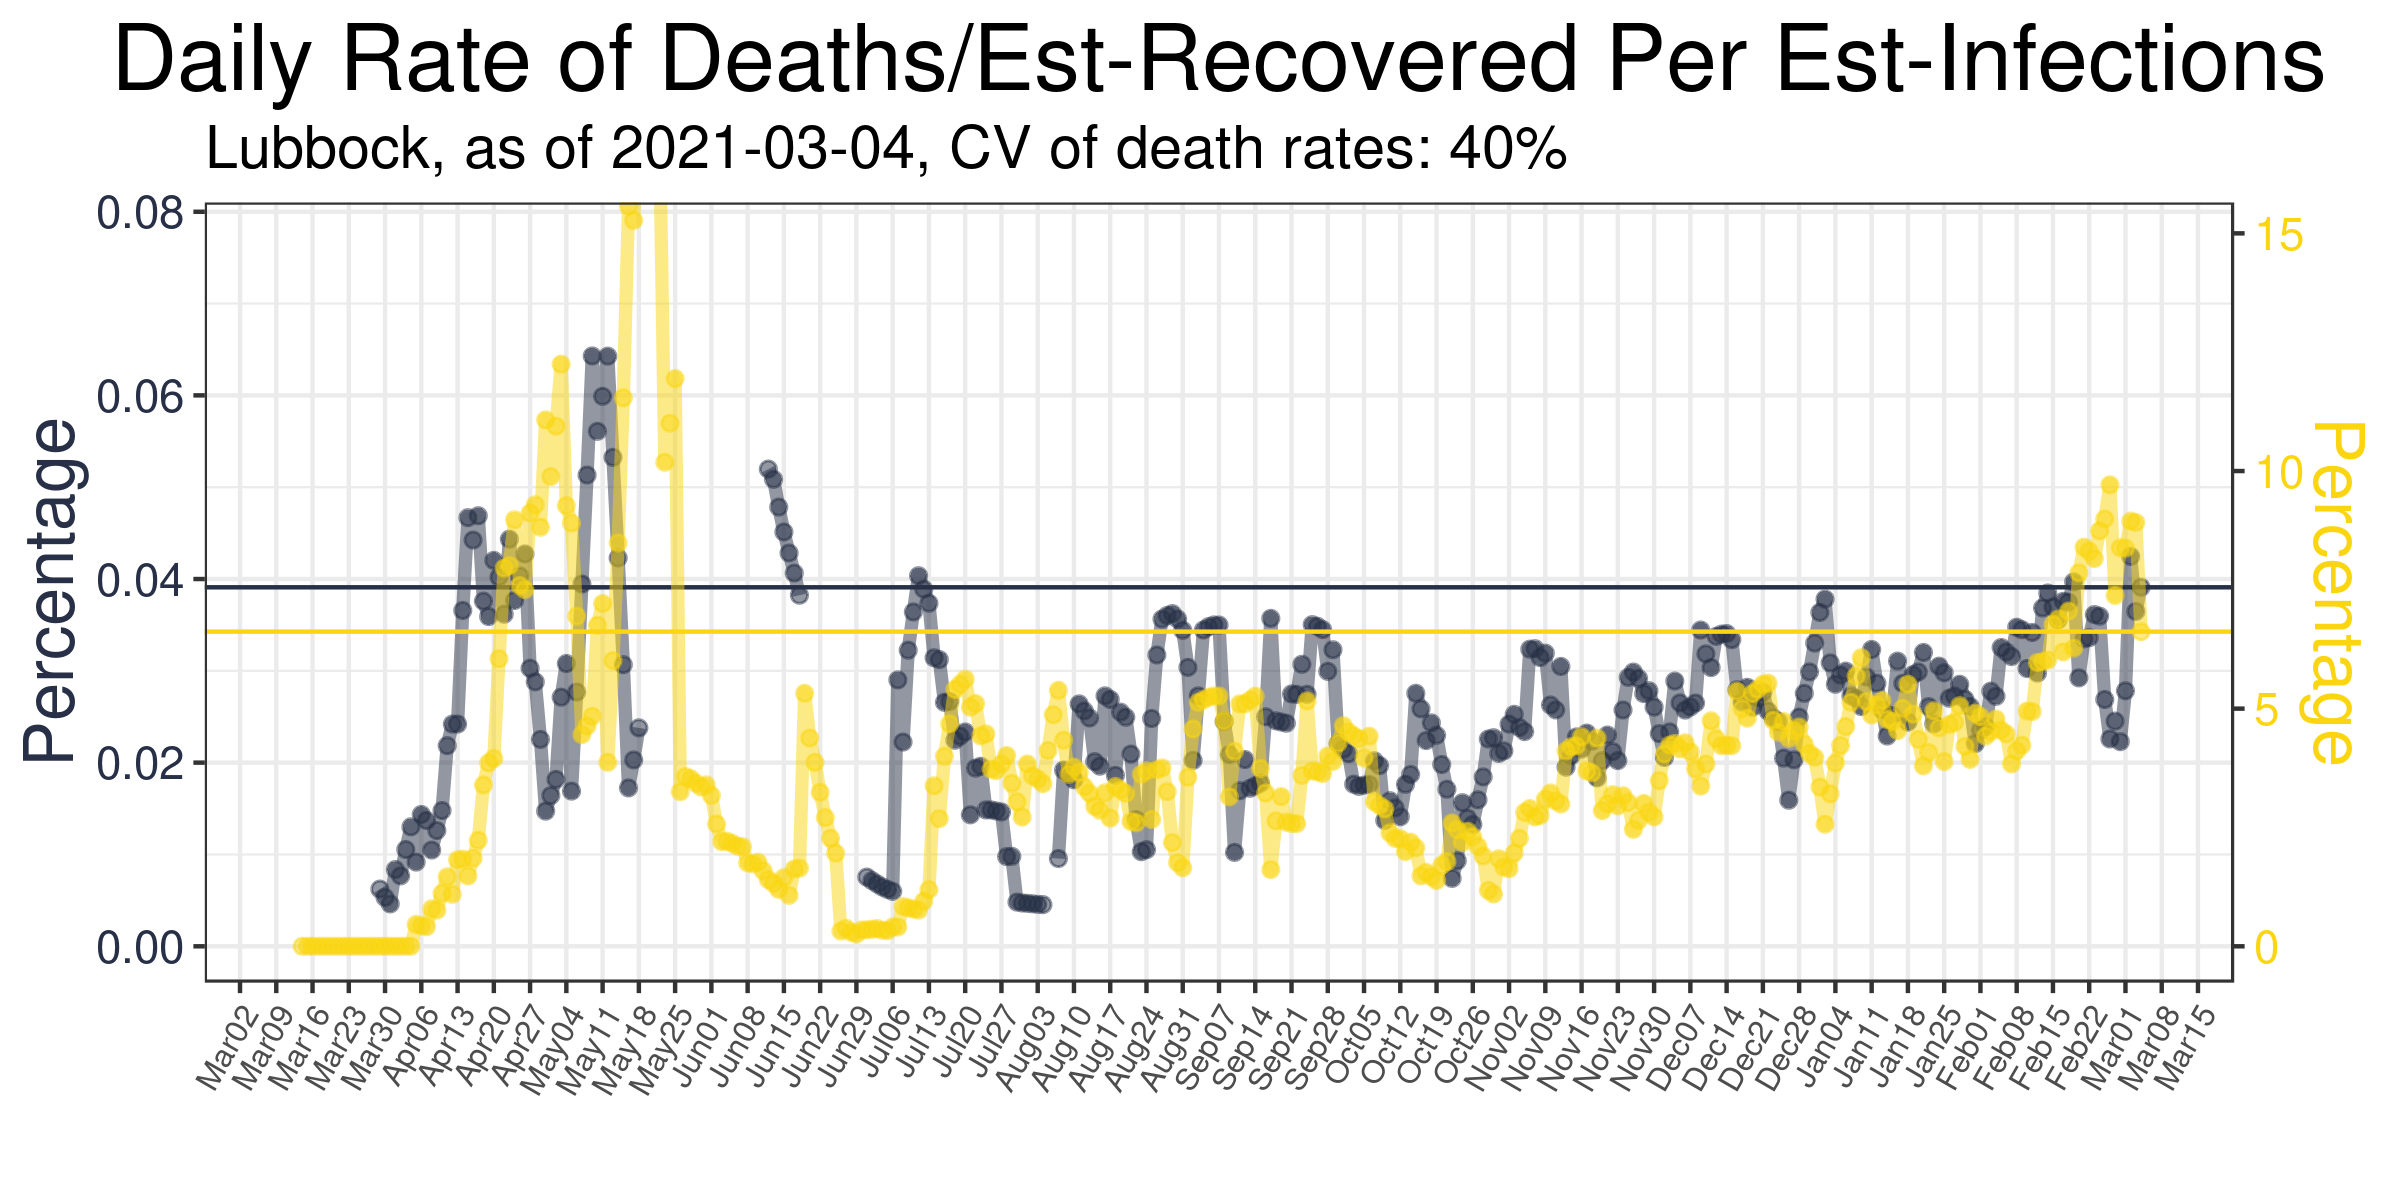 Daily Rate of Deaths/Est-Recovered Per Est-Infections
Lubbock, as of 2021-03-04, CV of death rates: 40%
Percentage
0.08
0.06
0.04
0.02
0.00
15
10
5
0
Percentage
Mar02
Mar09
Mar16
Mar23
Mar30
Apr06
Apr13
Apr20
Apr27
May04
May11
May18
May25
Jun01
Jun08
Jun15
Jun22
Jun29
Jul06
Jul13
Jul20
Jul27
Aug03
Aug10
Aug17
Aug24
Aug31
Sep07
Sep14
Sep21
Sep28
Oct05
Oct12
Oct19
Oct26
Nov02
Nov09
Nov16
Nov23
Nov30
Dec07
Dec14
Dec21
Dec28
Jan04
Jan11
Jan18
Jan25
Feb01
Feb08
Feb15
Feb22
Mar01
Mar08
Mar15